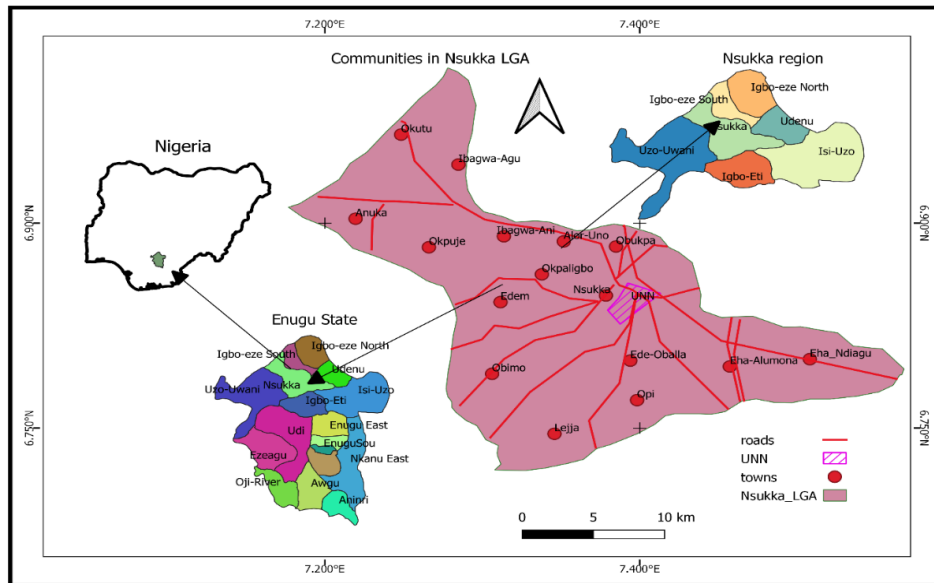 7.200°E
7.400°E
Communities in Nsukka LGA
Nsukka region
Igbo-eze North
Igbo-eze South
Nsukka
Udenu
Uzo-Uwani
Isi-Uzo
Igbo-Eti
Nigeria
6.900°N
6.900°N
Okutu
Ibagwa-Agu
Anuka
Ibagwa-Ani
Alor-Uno
Obukpa
Okpuje
Okpaligbo
Nsukka
UNN
Edem
Ede-Oballa
Eha-Alumona
Eha_Ndiagu
Obimo
Opi
Lejja
Enugu State
Igbo-eze North
Igbo-eze South
Udenu
Nsukka
Uzo-Uwani
Isi-Uzo
Igbo-Eti
Enugu East
Udi
EnuguSou
Ezeagu
Nkanu East
Oji-River
Awgu
Aninri
6.750°N
6.750°N
roads
UNN
towns
Nsukka_LGA
0 5 10 km
7.200°E
7.400°E